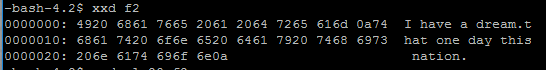 -bash-4.2$ xxd f2
0000000: 4920 6861 7665 2061 2064 7265 616d 0a74  I have a dream.t
0000010: 6861 7420 6f6e 6520 6461 7920 7468 6973  hat one day this
0000020: 206e 6174 696f 6e0a                       nation.